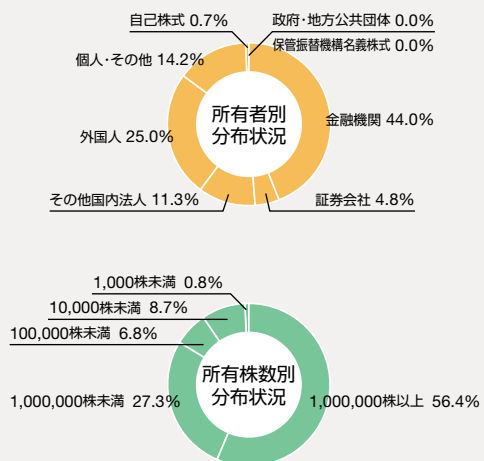 自己株式 0.7%
政府・地方公共団体 0.0%
保管振替機構名義株式 0.0%
個人・その他 14.2%
所有者別
分布状況
金融機関 44.0%
外国人 25.0%
その他国内法人 11.3%
証券会社 4.8%
1,000株未満 0.8%
10,000株未満 8.7%
100,000株未満 6.8%
所有株数別
分布状況
1,000,000株未満 27.3%
1,000,000株以上 56.4%